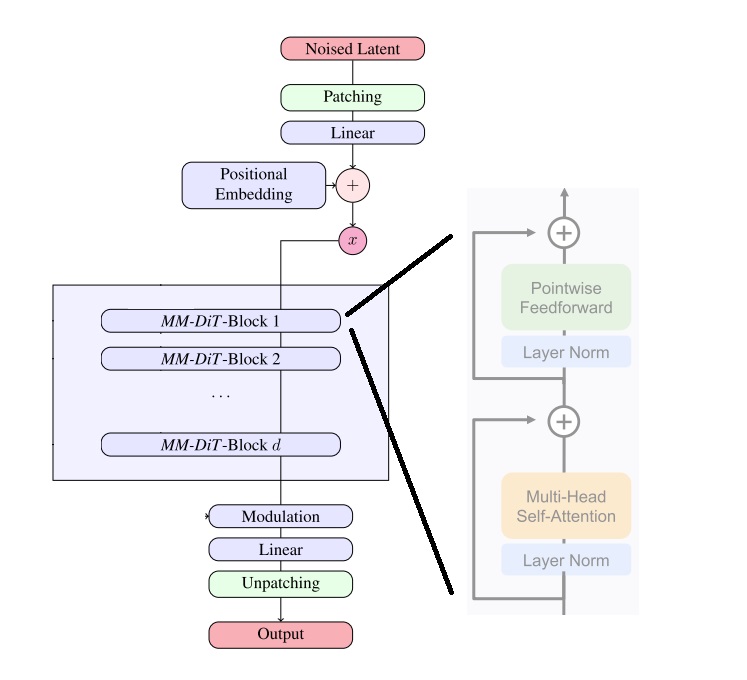 Noised Latent
Patching
Linear
Positional
Embedding
+
x
MM-DiT-Block 1
MM-DiT-Block 2
. . .
MM-DiT-Block d
Modulation
Linear
Unpatching
Output
+
Pointwise
Feedforward
Layer Norm
+
Multi-Head
Self-Attention
Layer Norm